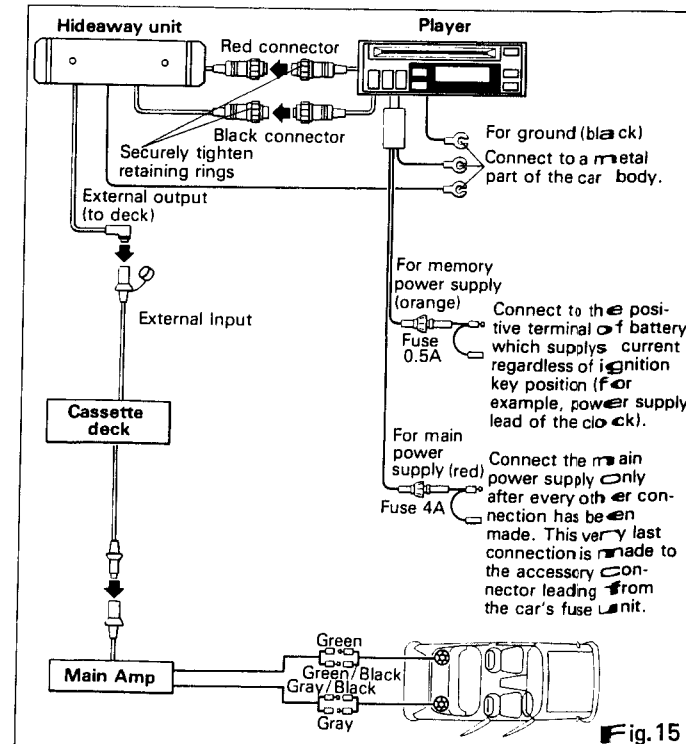 Hideaway unit
Player
Red connector
Black connector
Securely tighten
retaining rings
For ground (black)
Connect to a metal
part of the car body.
External output
(to deck)
External Input
For memory
power supply
(orange)
Fuse
0.5A
Connect to the posi-
tive terminal of battery
which supplys current
regardless of ignition
key position (for
example, power supply
lead of the clock).
Cassette
deck
For main
power
supply (red)
Fuse 4A
Connect the main
power supply only
after every other con-
nection has been
made. This very last
connection is made to
the accessory con-
nector leading from
the car's fuse unit.
Main Amp
Green
Green/Black
Gray/Black
Gray
Fig.15